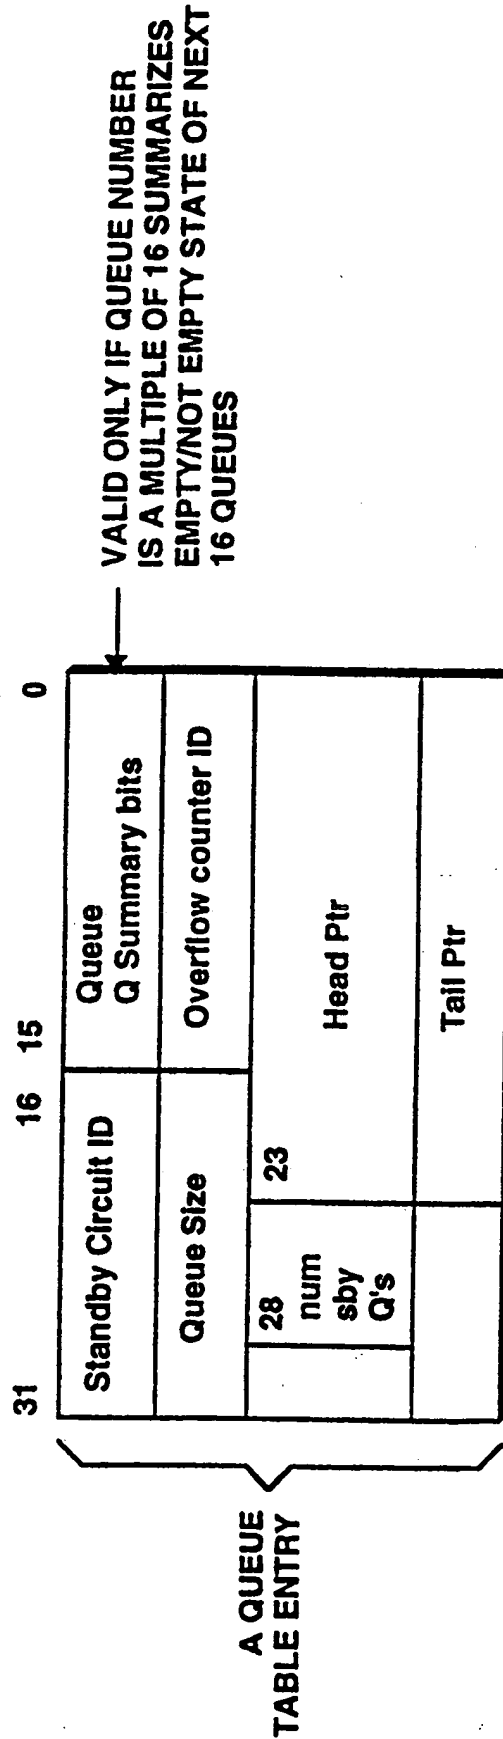 31
16
15
0
Standby Circuit ID
Queue
Q Summary bits
VALID ONLY IF QUEUE NUMBER
IS A MULTIPLE OF 16 SUMMARIZES
EMPTY/NOT EMPTY STATE OF NEXT
16 QUEUES
Queue Size
Overflow counter ID
A QUEUE
TABLE ENTRY
28
num
sby
Q's
23
Head Ptr
Tail Ptr